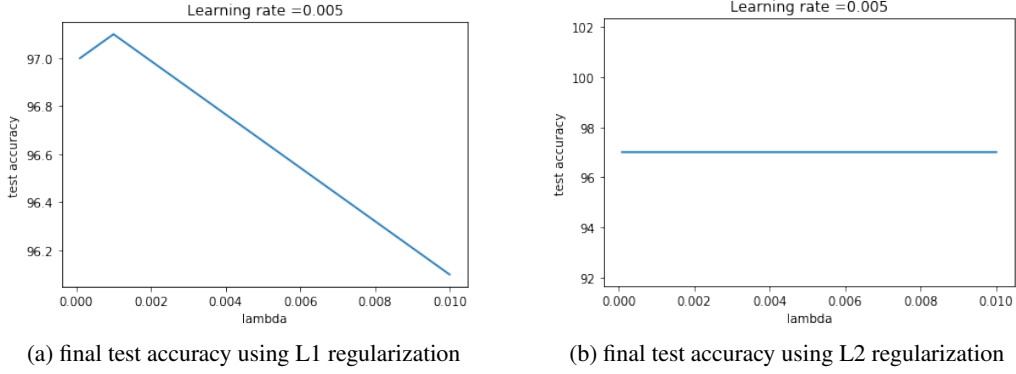 Learning rate =0.005
97.0
96.8
96.6
96.4
96.2
test accuracy
0.000 0.002 0.004 0.006 0.008 0.010
lambda
(a) final test accuracy using L1 regularization
Learning rate =0.005
102
100
98
96
94
92
test accuracy
0.000 0.002 0.004 0.006 0.008 0.010
lambda
(b) final test accuracy using L2 regularization